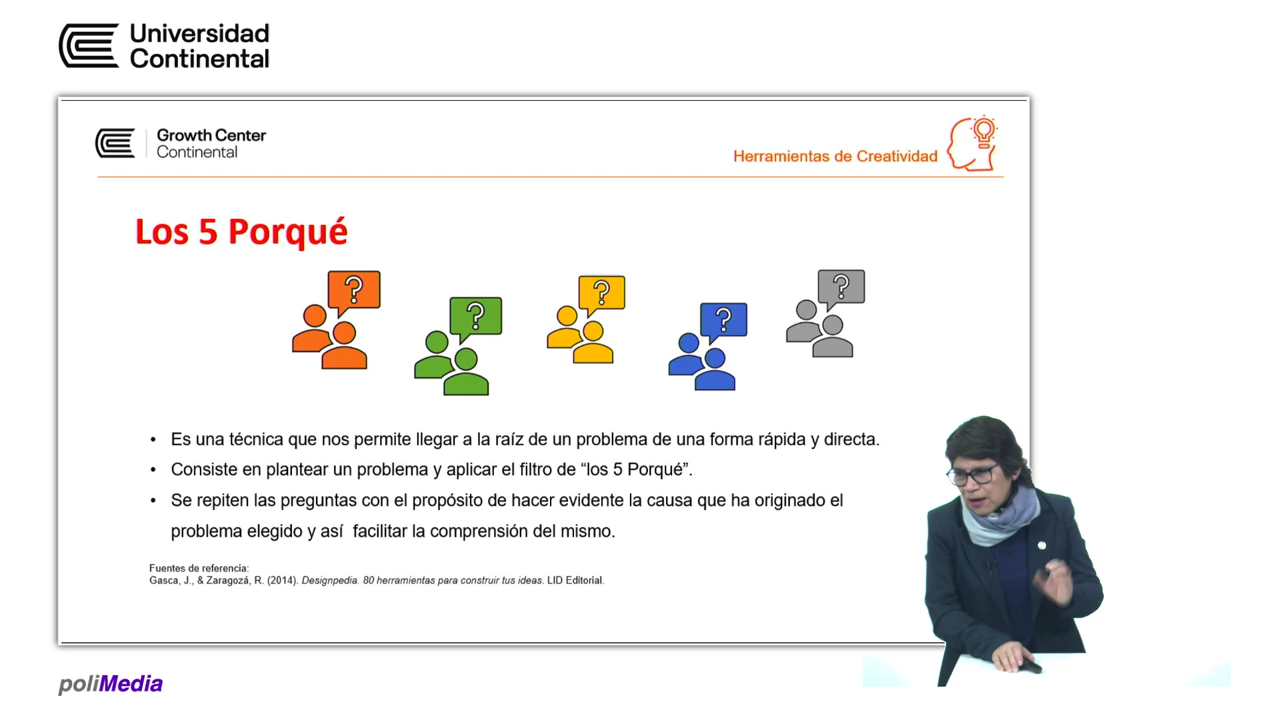 Universidad
Continental
Growth Center
Continental
Herramientas de Creatividad
Los 5 Porqué
?
?
?
?
?
• Es una técnica que nos permite llegar a la raíz de un problema de una forma rápida y directa.
• Consiste en plantear un problema y aplicar el filtro de “los 5 Porqué”.
• Se repiten las preguntas con el propósito de hacer evidente la causa que ha originado el
problema elegido y así  facilitar la comprensión del mismo.
Fuentes de referencia:
Gasca, J., & Zaragozá, R. (2014). Designpedia. 80 herramientas para construir tus ideas. LID Editorial.
poliMedia